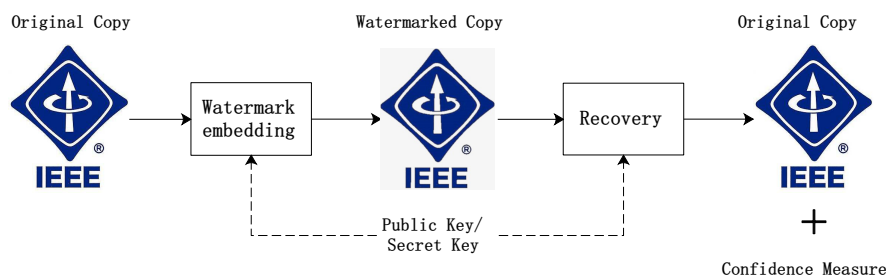 Original Copy
Watermarked Copy
Original Copy
Watermark
embedding
Recovery
®
IEEE
®
IEEE
®
IEEE
Public Key/
Secret Key
+
Confidence Measure